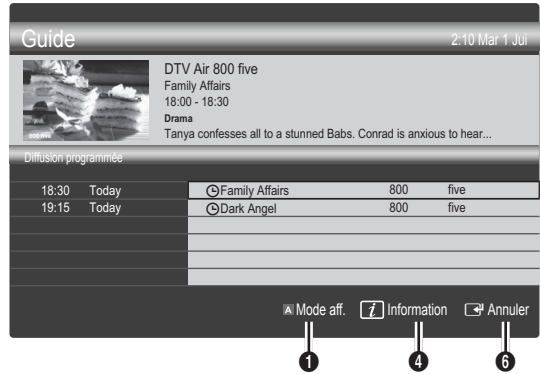 Guide 2:10 Mar 1 Jui
DTV Air 800 five
Family Affairs
18:00 - 18:30
Drama
Tanya confesses all to a stunned Babs. Conrad is anxious to hear...
800 five
Diffusion programmée
18:30 Today Family Affairs 800 five
19:15 Today Dark Angel 800 five
A Mode aff. i Information Annuler
1 4 6